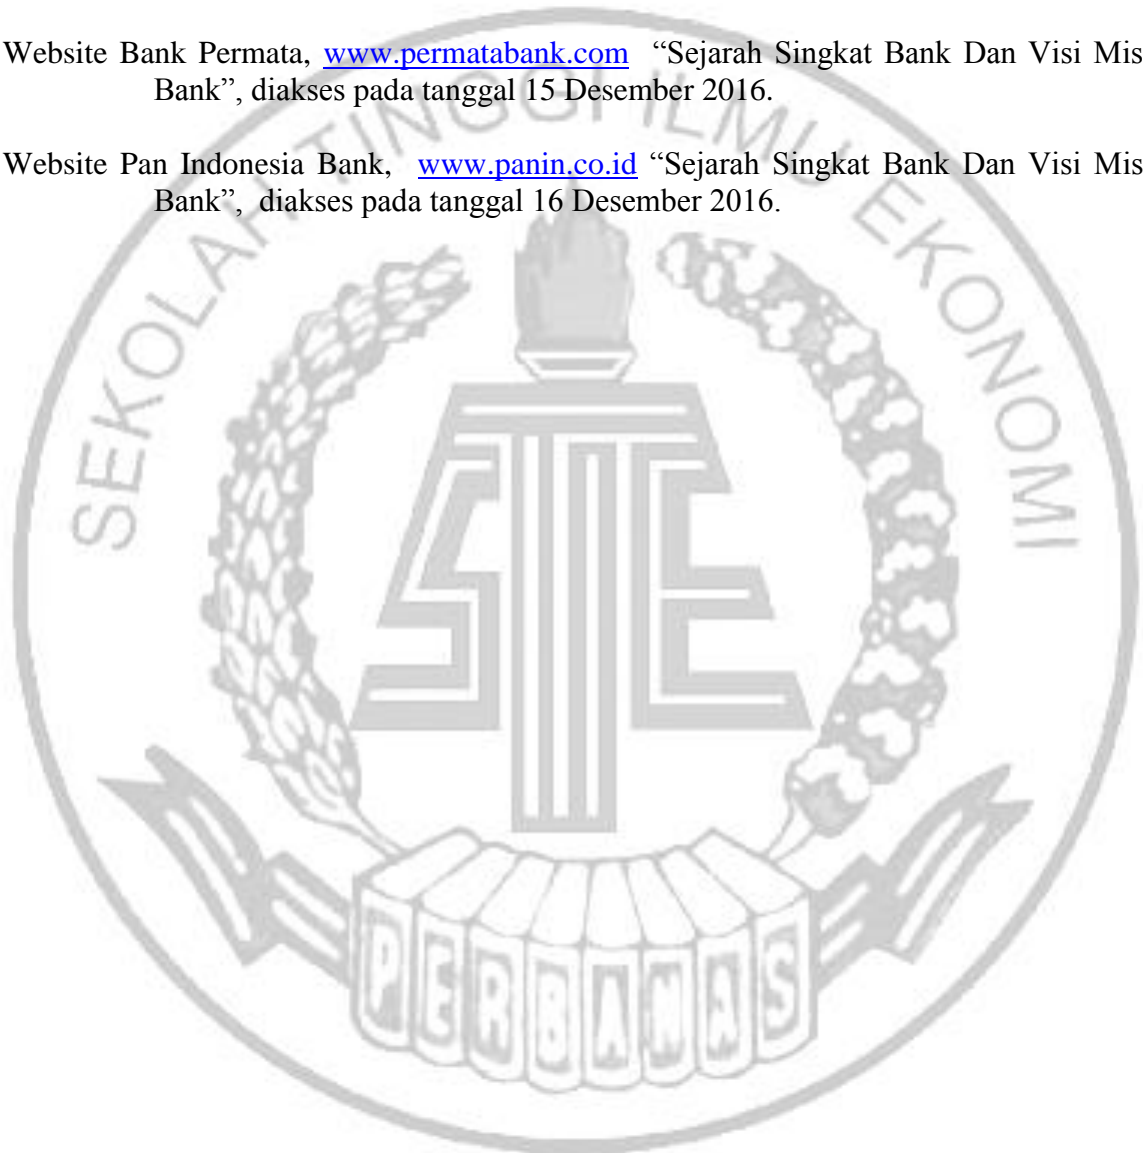 Website Bank Permata, www.permatabank.com “Sejarah Singkat Bank Dan Visi Mis
Bank”, diakses pada tanggal 15 Desember 2016.
Website Pan Indonesia Bank, www.panin.co.id “Sejarah Singkat Bank Dan Visi Mis
Bank”, diakses pada tanggal 16 Desember 2016.
SEKOLAH TINGGI ILMU EKONOMI
STIE
PERBANAS